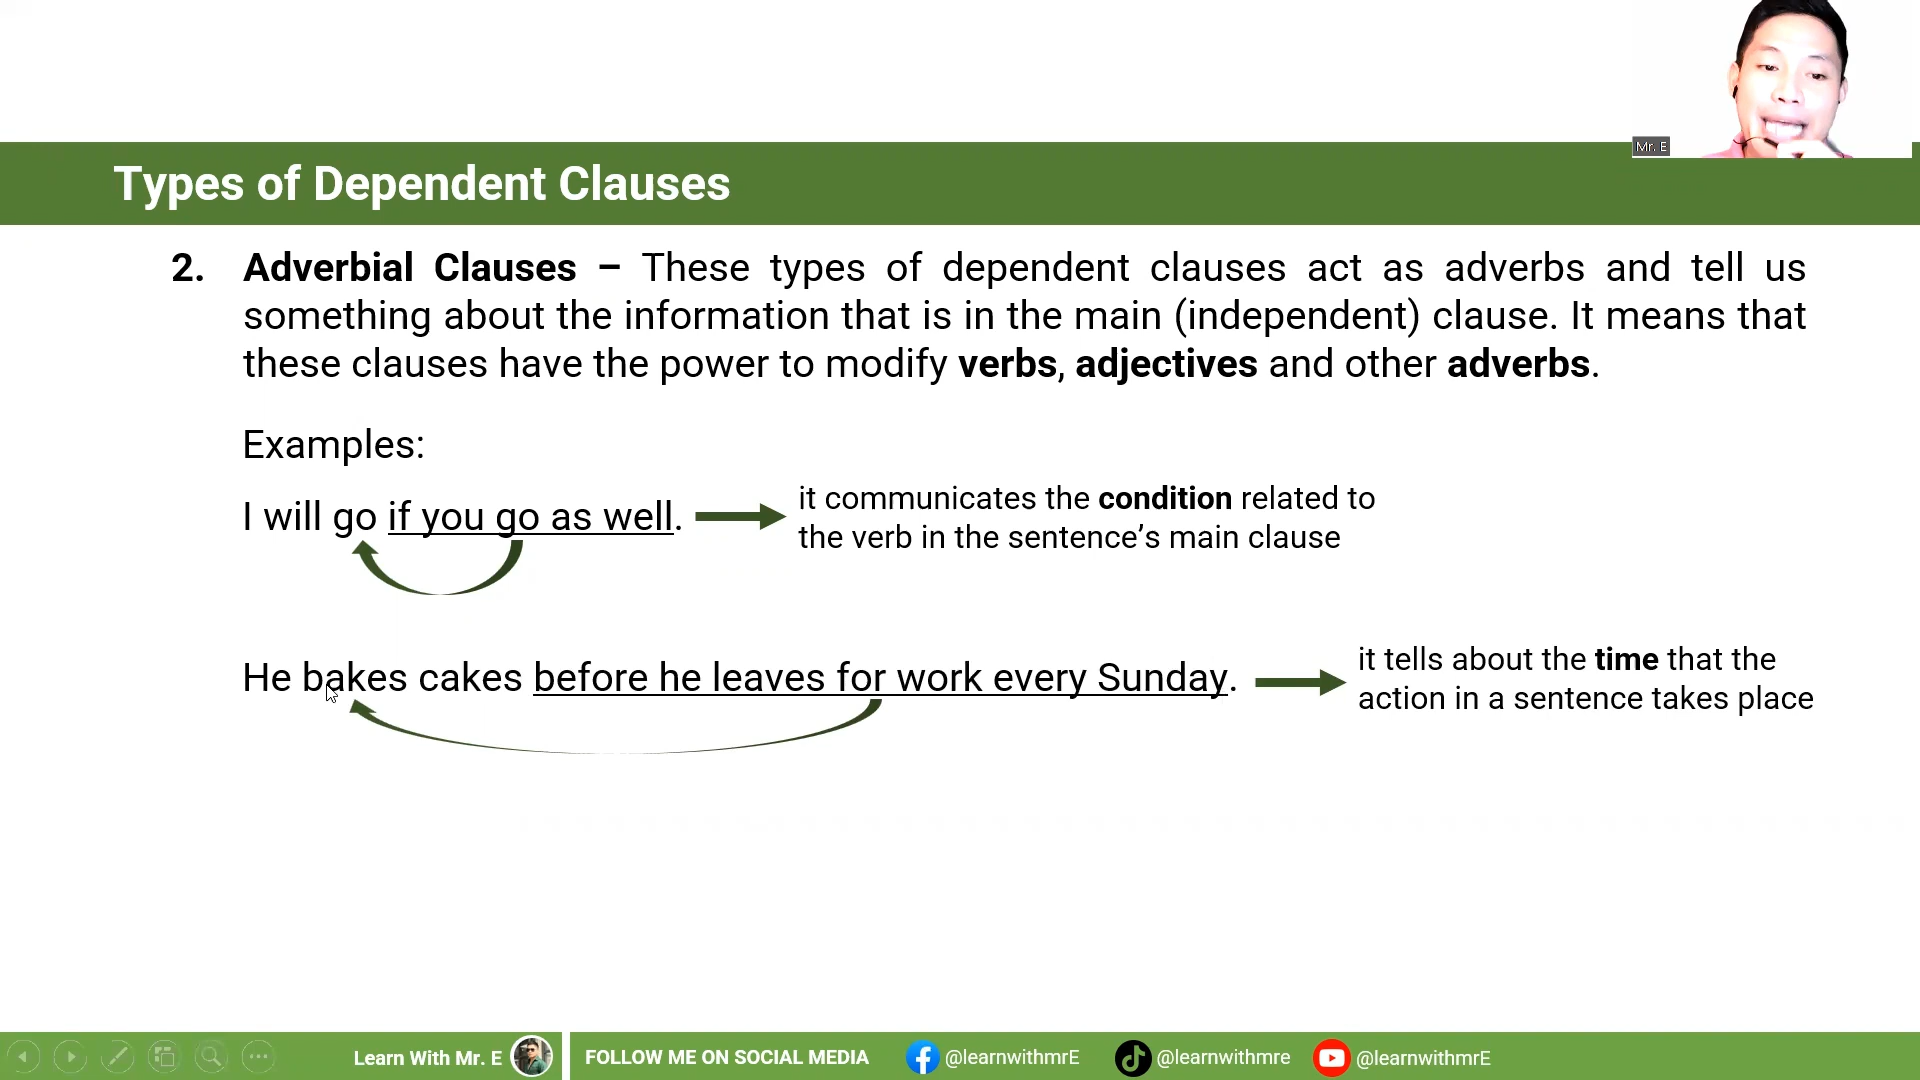 Mr. E
Types of Dependent Clauses
2. Adverbial Clauses – These types of dependent clauses act as adverbs and tell us
something about the information that is in the main (independent) clause. It means that
these clauses have the power to modify verbs, adjectives and other adverbs.
Examples:
I will go if you go as well.
it communicates the condition related to
the verb in the sentence’s main clause
He bakes cakes before he leaves for work every Sunday.
it tells about the time that the
action in a sentence takes place
Learn With Mr. E
FOLLOW ME ON SOCIAL MEDIA
@learnwithmrE
@learnwithmre
@learnwithmrE